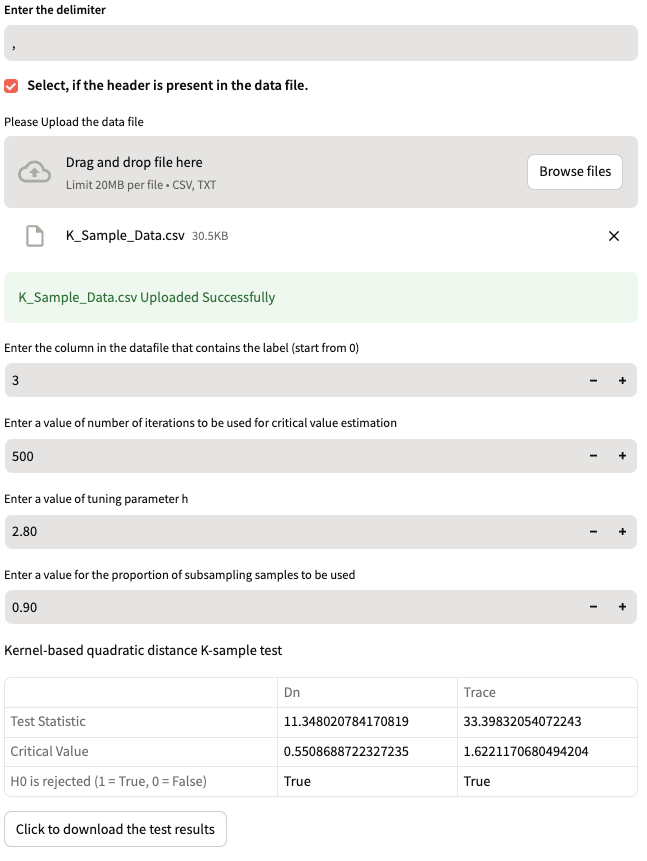 Enter the delimiter
,
Select, if the header is present in the data file.
Please Upload the data file
Drag and drop file here
Limit 20MB per file • CSV, TXT
Browse files
K_Sample_Data.csv 30.5KB
K_Sample_Data.csv Uploaded Successfully
Enter the column in the datafile that contains the label (start from 0)
3
Enter a value of number of iterations to be used for critical value estimation
500
Enter a value of tuning parameter h
2.80
Enter a value for the proportion of subsampling samples to be used
0.90
Kernel-based quadratic distance K-sample test
Dn Trace
Test Statistic 11.348020784170819 33.39832054072243
Critical Value 0.5508688722327235 1.6221170680494204
H0 is rejected (1 = True, 0 = False) True True
Click to download the test results